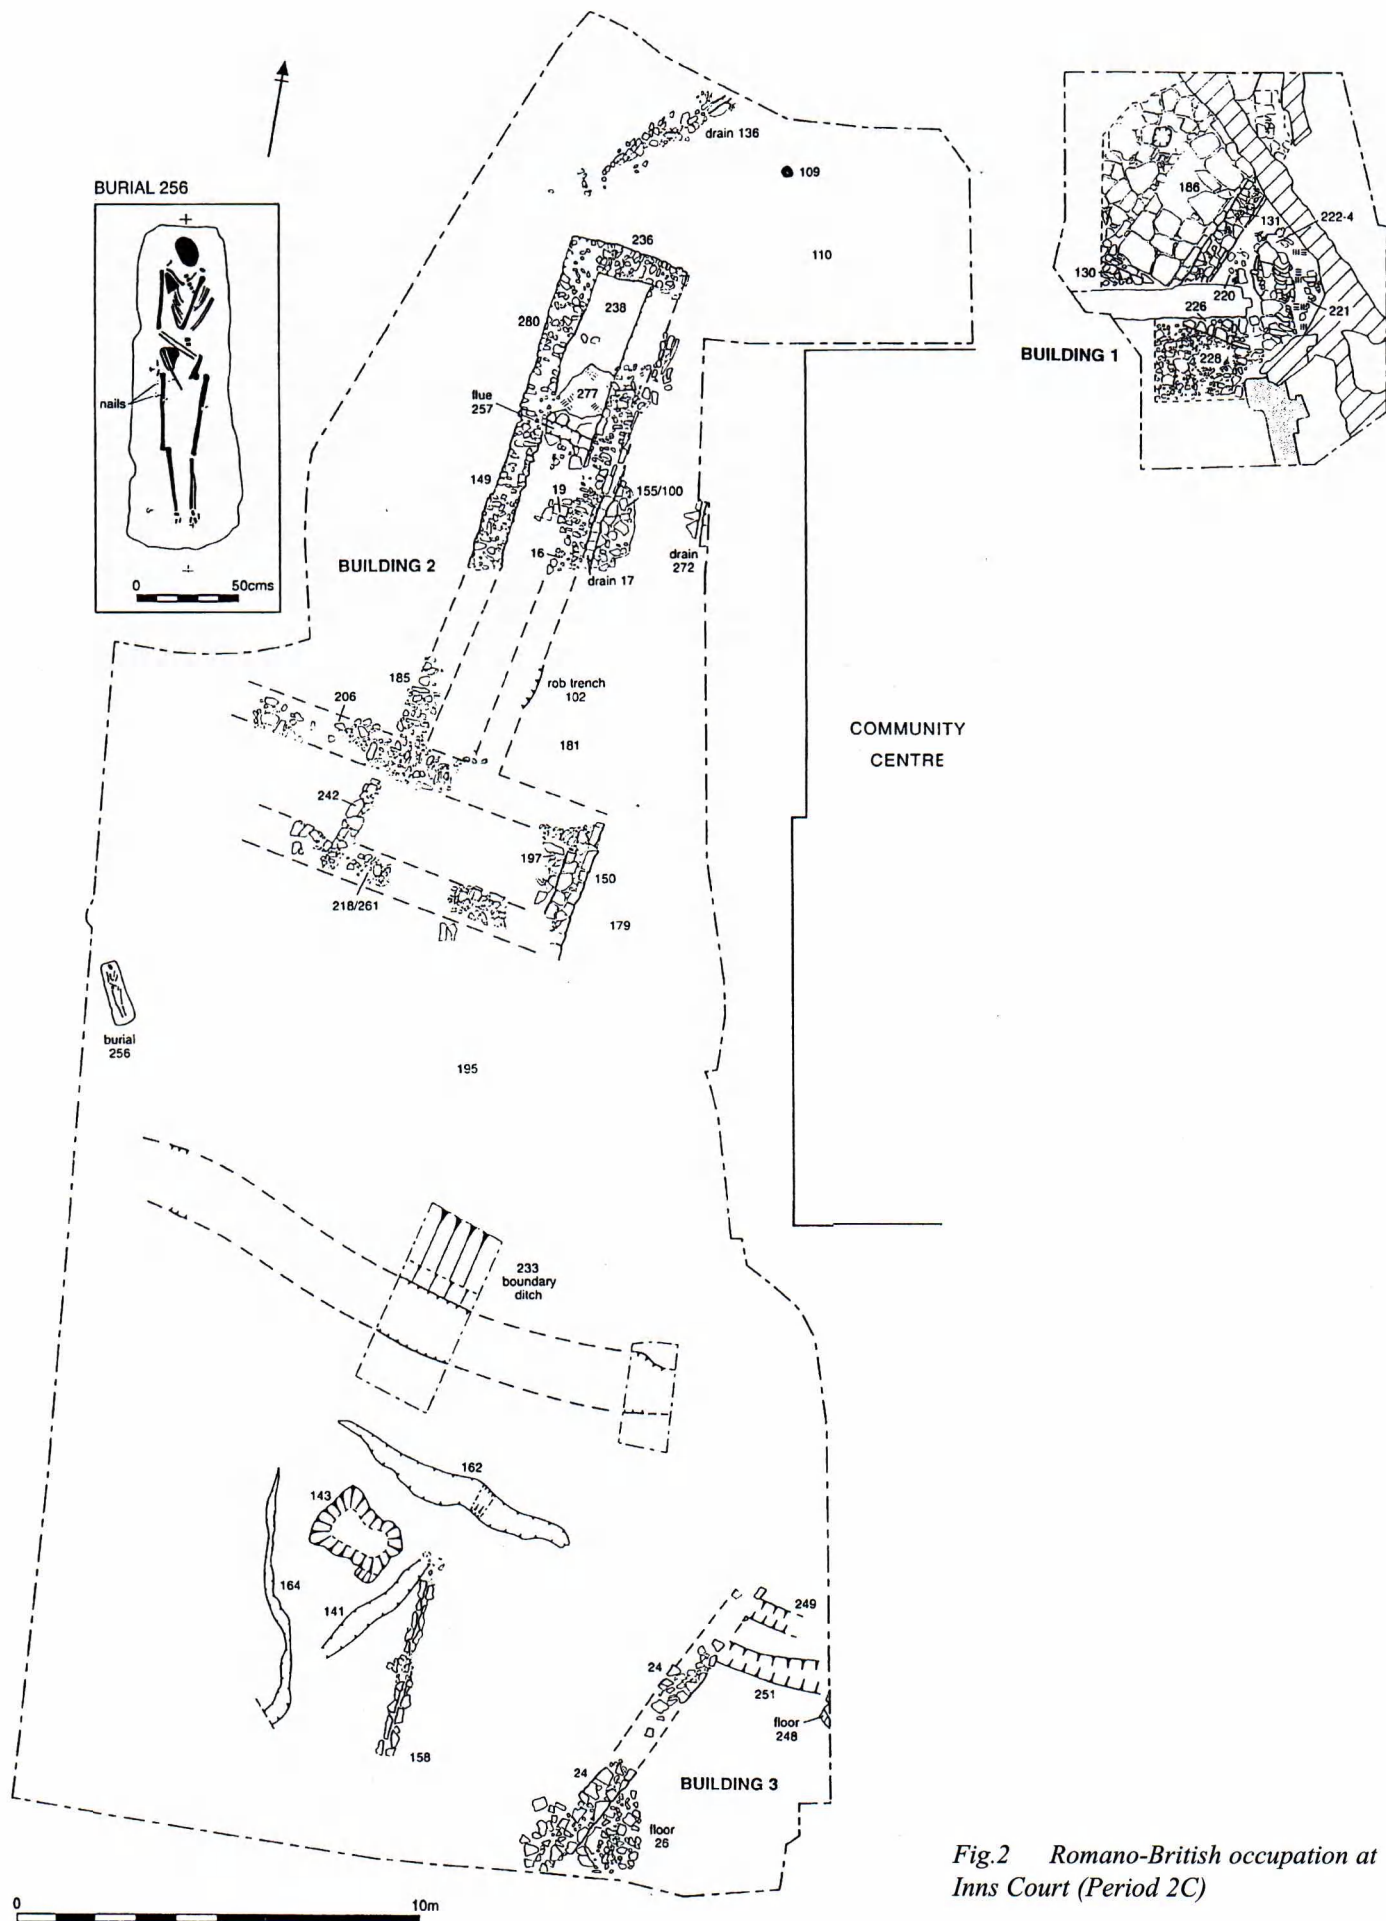 BURIAL 256
nails
0 50cms
drain 136
109
110
236
238
280
277
flue
257
149
19
155/100
16
drain 17
drain
272
BUILDING 2
185
rob trench
102
206
181
242
197
150
218/261
179
burial
256
195
BUILDING 1
186
131
222-4
130
220
226
221
228
COMMUNITY
CENTRE
233
boundary
ditch
162
143
164
141
158
249
24
251
floor
248
24
BUILDING 3
floor
26
0 10m
Fig.2 Romano-British occupation at
Inns Court (Period 2C)